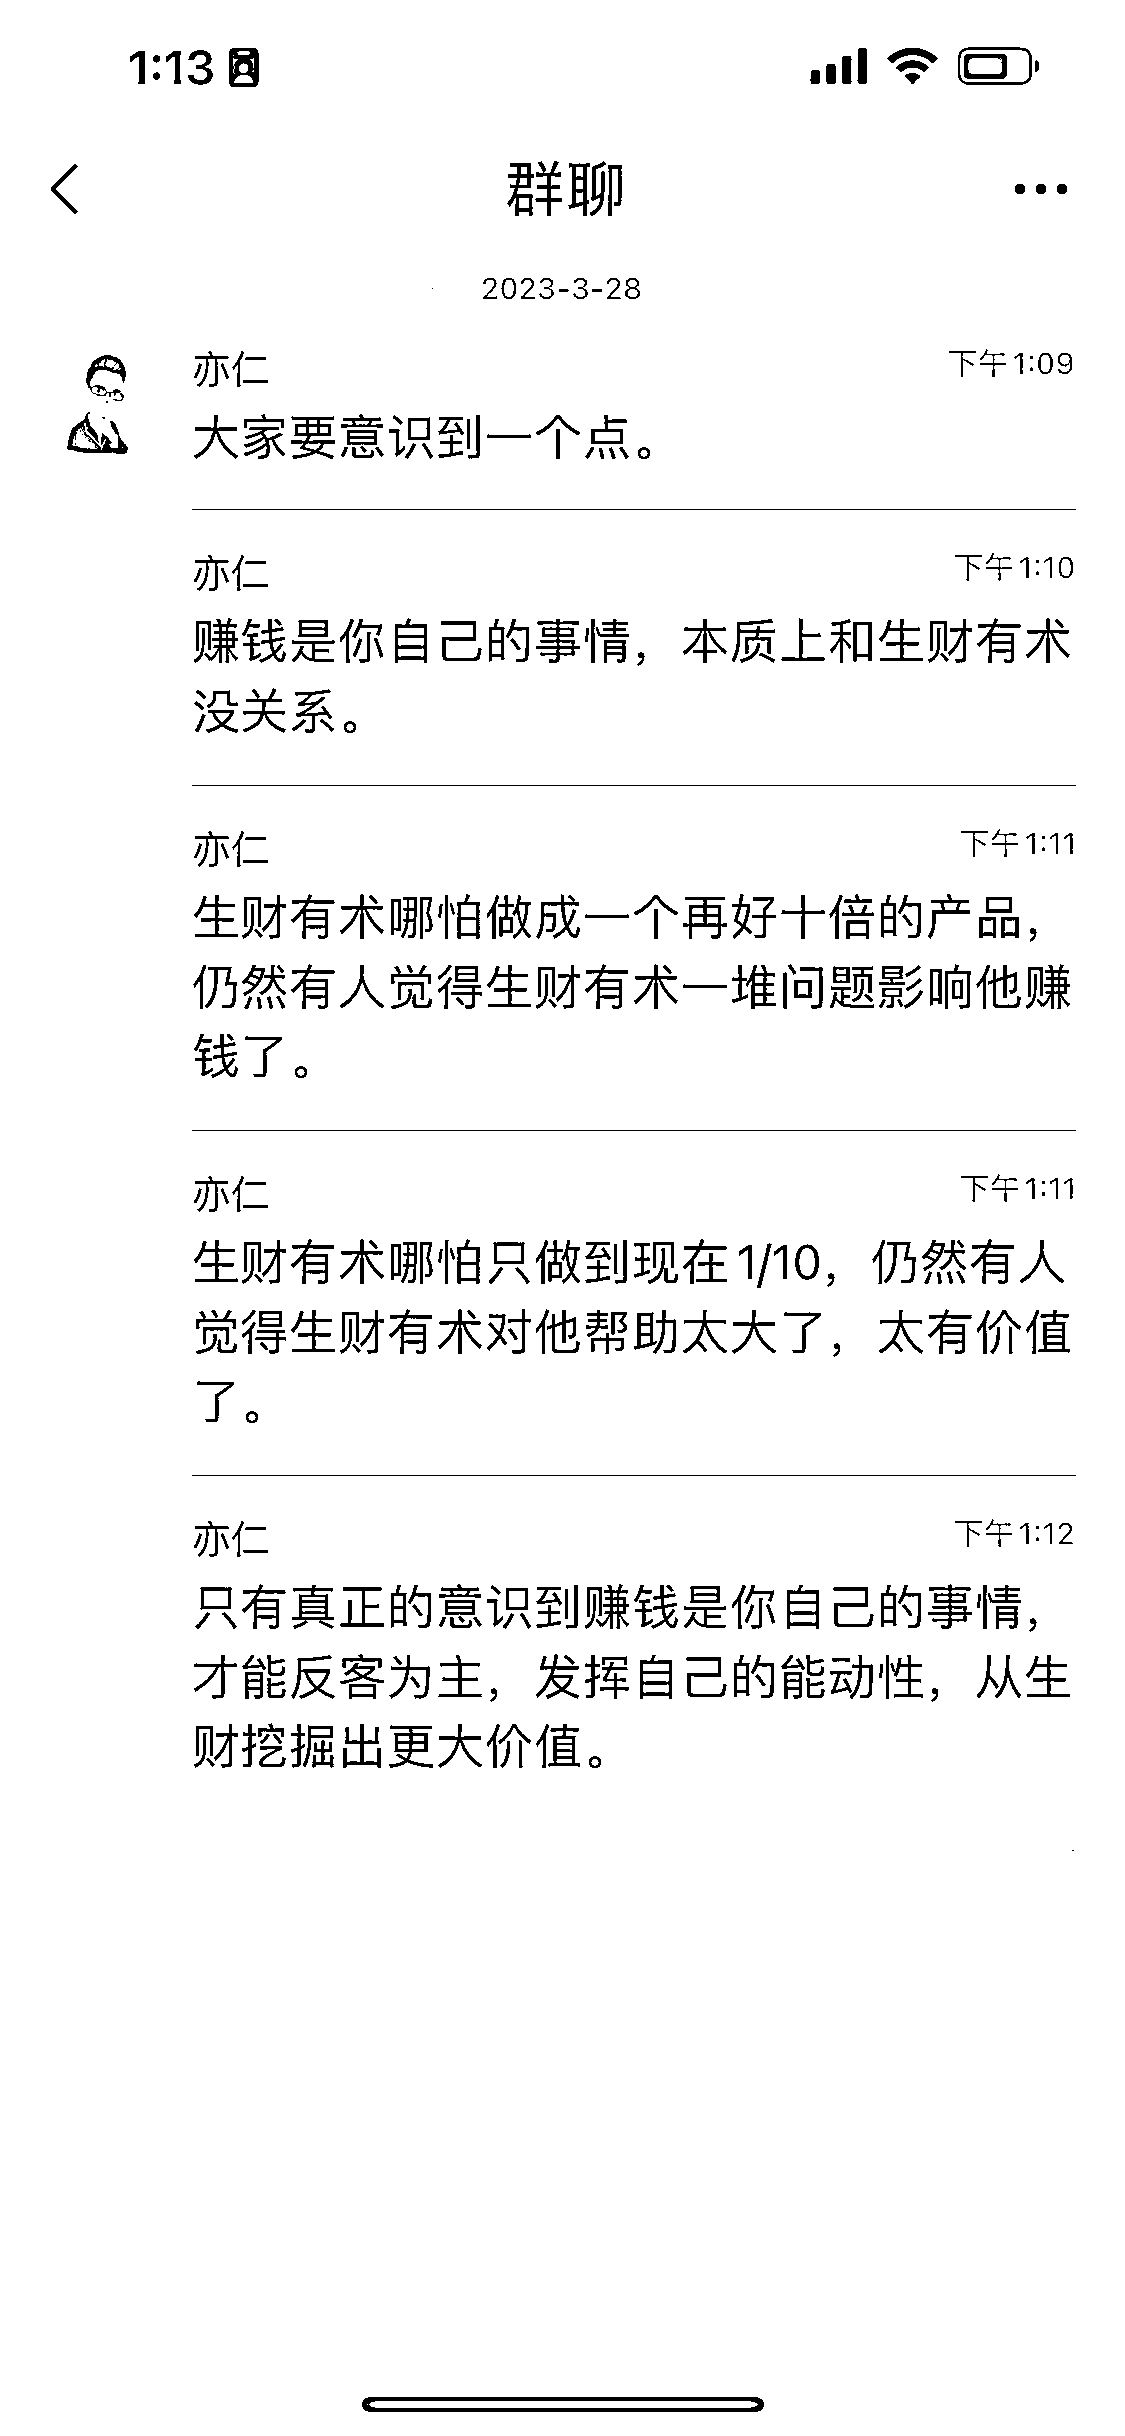 1:13
群聊
2023-3-28
亦仁 下午1:09
大家要意识到一个点。
亦仁 下午1:10
赚钱是你自己的事情，本质上和生财有术
没关系。
亦仁 下午1:11
生财有术哪怕做成一个再好十倍的产品，
仍然有人觉得生财有术一堆问题影响他赚
钱了。
亦仁 下午1:11
生财有术哪怕只做到现在1/10，仍然有人
觉得生财有术对他帮助太大了，太有价值
了。
亦仁 下午1:12
只有真正的意识到赚钱是你自己的事情，
才能反客为主，发挥自己的能动性，从生
财挖掘出更大价值。